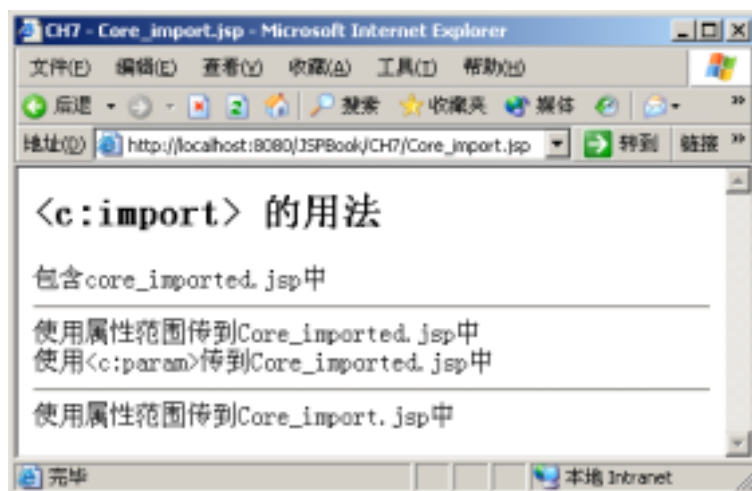 CH7 - Core_import.jsp - Microsoft Internet Explorer
文件(F) 编辑(E) 查看(V) 收藏(A) 工具(T) 帮助(H)
后退 搜索 收藏夹 媒体
地址(D) http://localhost:8080/JSPBook/CH7/Core_import.jsp 转到 链接
<c:import> 的用法
包含core_imported.jsp中
使用属性范围传到Core_imported.jsp中
使用<c:param>传到Core_imported.jsp中
使用属性范围传到Core_import.jsp中
完毕 本地 Intranet